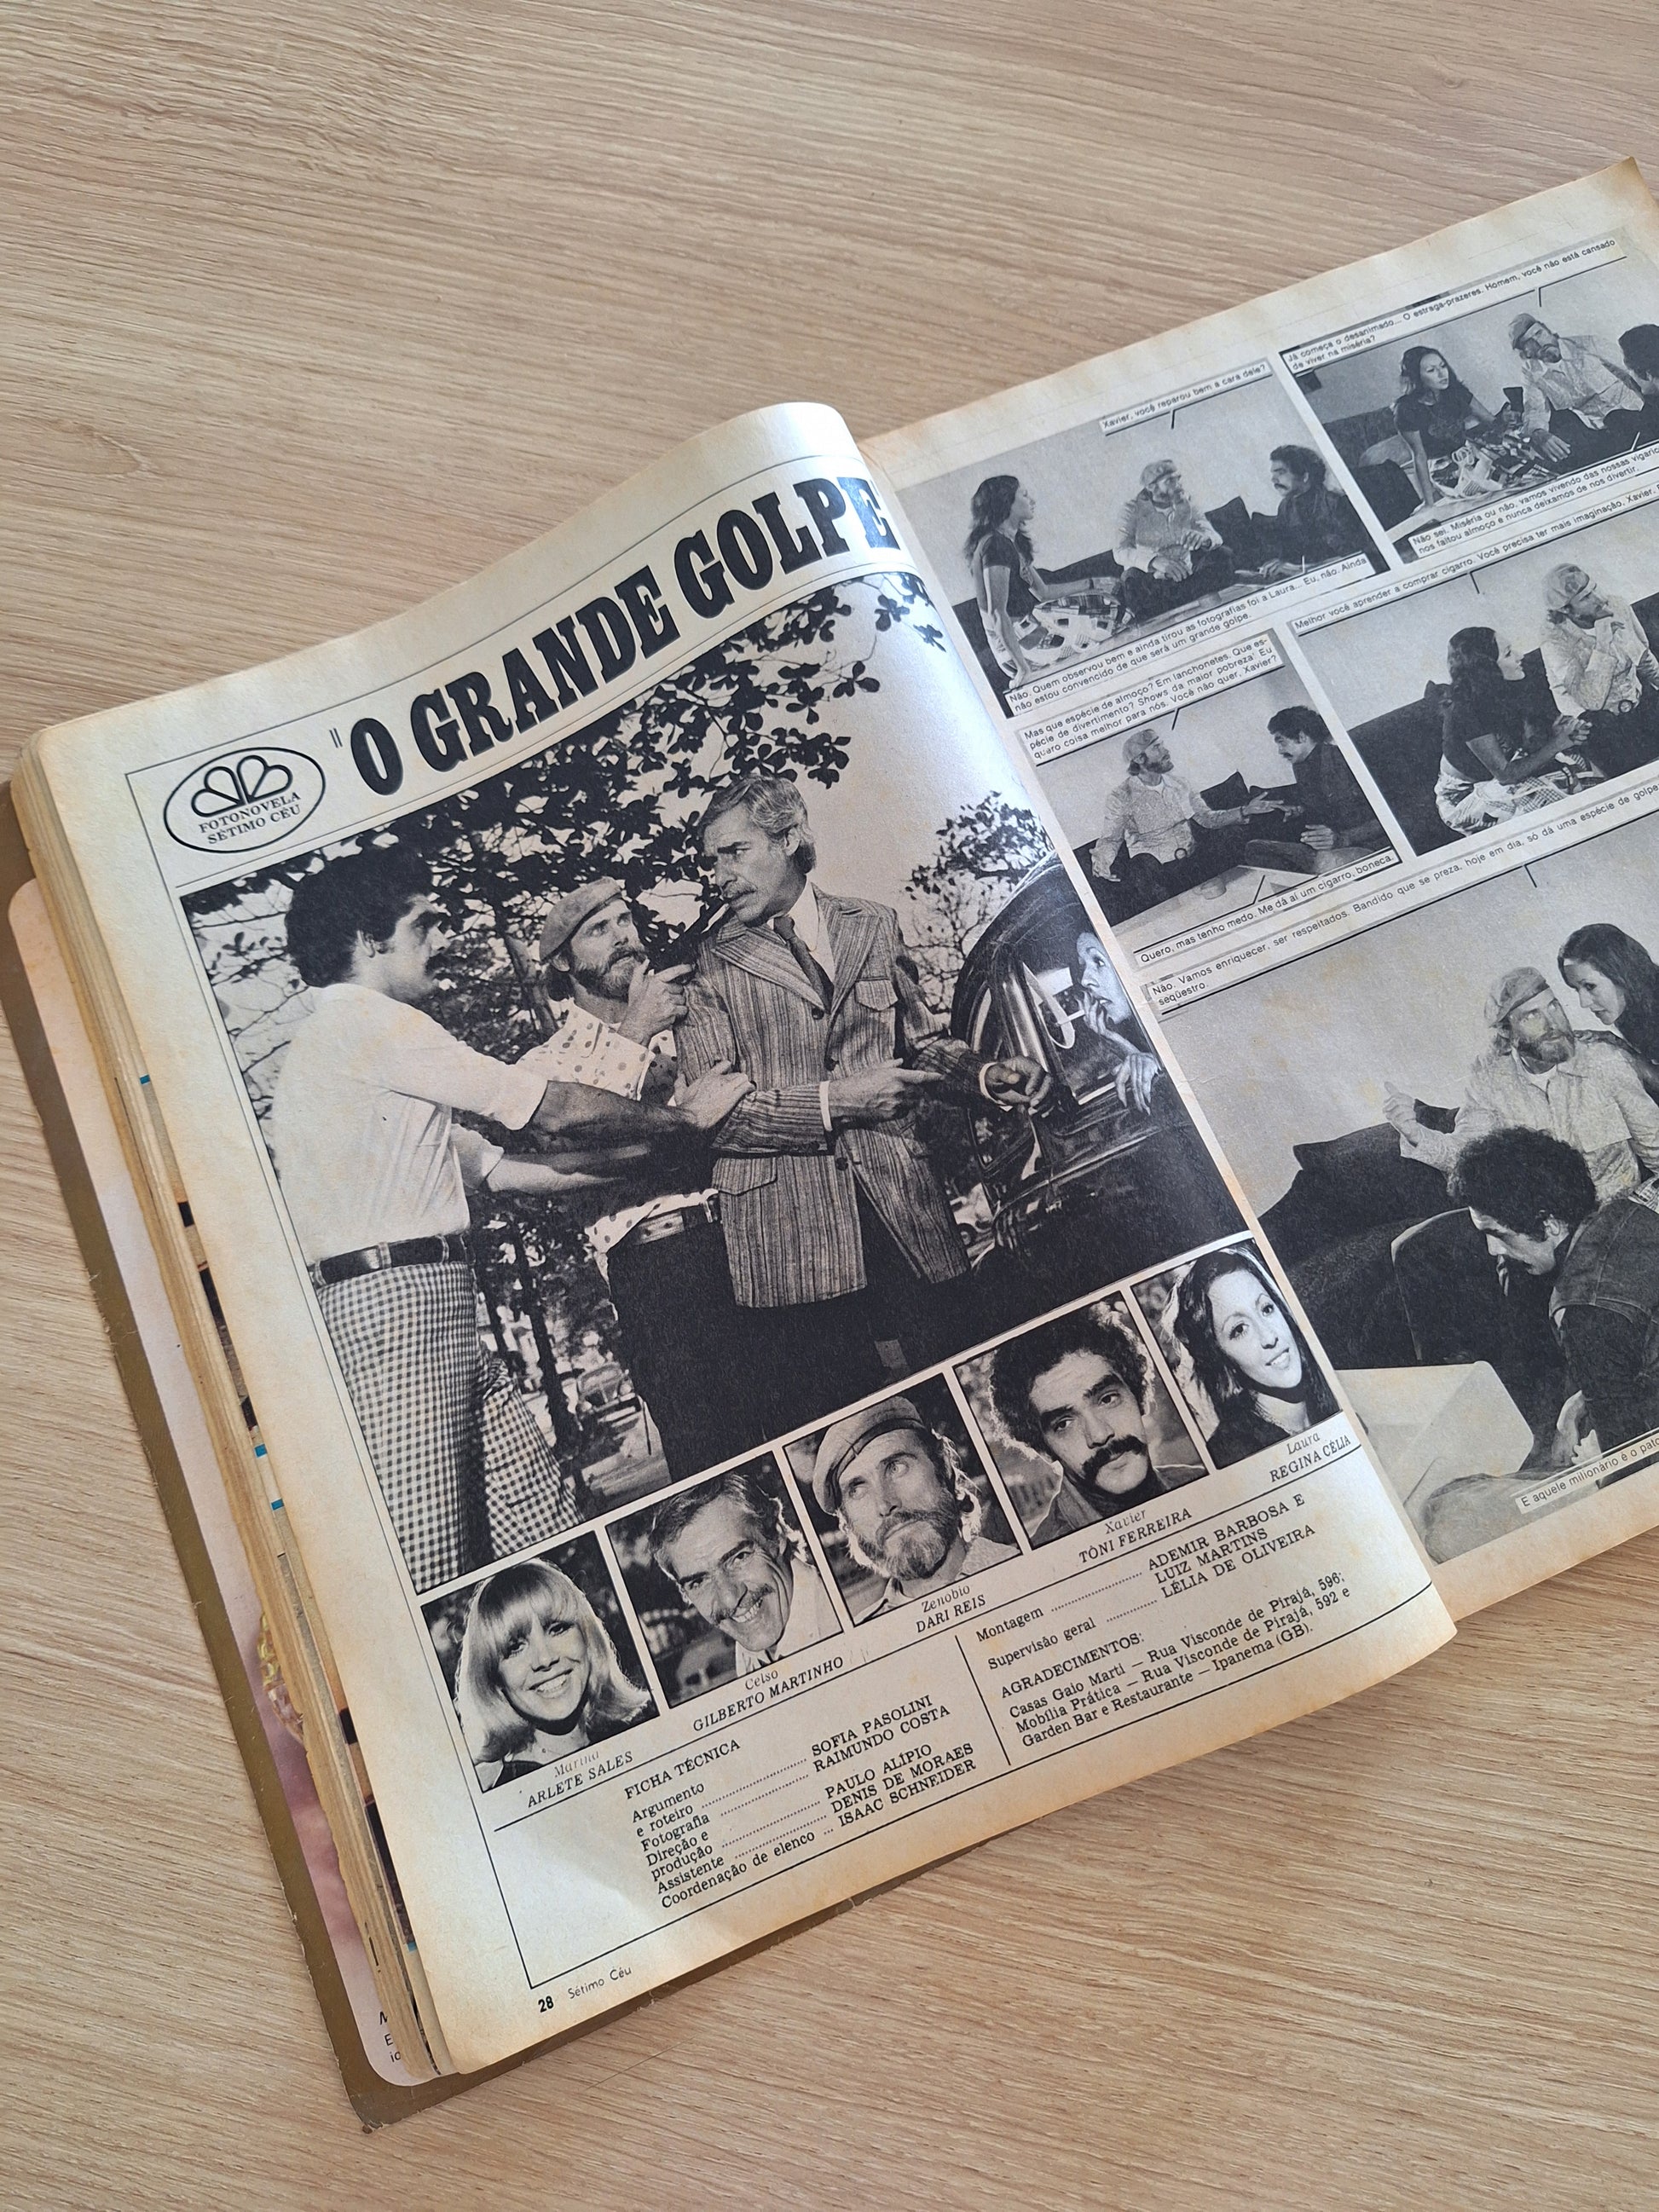 "O GRANDE GOLPE
FOTONOVELA
SÉTIMO CÉU
Marina
ARLETE SALES
Celso
GILBERTO MARTINHO
Zenobio
DARI REIS
Xavier
TÔNI FERREIRA
Laura
REGINA CÉLIA
FICHA TÉCNICA
Argumento
e roteiro ........ SOFIA PASOLINI
Fotografia ........ RAIMUNDO COSTA
Direção e
produção ........ PAULO ALÍPIO
Assistente ........ DENIS DE MORAES
Coordenação de elenco ... ISAAC SCHNEIDER
Montagem ........ ADEMIR BARBOSA E
LUIZ MARTINS
Supervisão geral ........ LÉLIA DE OLIVEIRA
AGRADECIMENTOS:
Casas Gaio Marti — Rua Visconde de Pirajá, 596;
Mobília Prática — Rua Visconde de Pirajá, 592 e
Garden Bar e Restaurante — Ipanema (GB).
28 Sétimo Céu
Xavier, você reparou bem a cara dele?
Não. Quem observou bem e ainda tirou as fotografias foi a Laura... Eu, não. Ainda
não estou convencido de que será um grande golpe.
Já começa o desanimado... O estraga-prazeres. Homem, você não está cansado
de viver na miséria?
Não sei. Miséria ou não, vamos vivendo das nossas
nos faltou almoço e nunca deixamos de nos divertir.
Mas que espécie de almoço? Em lanchonetes. Que es-
pécie de divertimento? Shows da maior pobreza! Eu
quero coisa melhor para nós. Você não quer, Xavier?
Quero, mas tenho medo. Me dá aí um cigarro, boneca.
Melhor você aprender a comprar cigarro. Você precisa ter mais imaginação, Xavier.
Não. Vamos enriquecer, ser respeitados. Bandido que se preza, hoje em dia, só dá uma espécie de golpe
seqüestro.
E aquele milionário é o